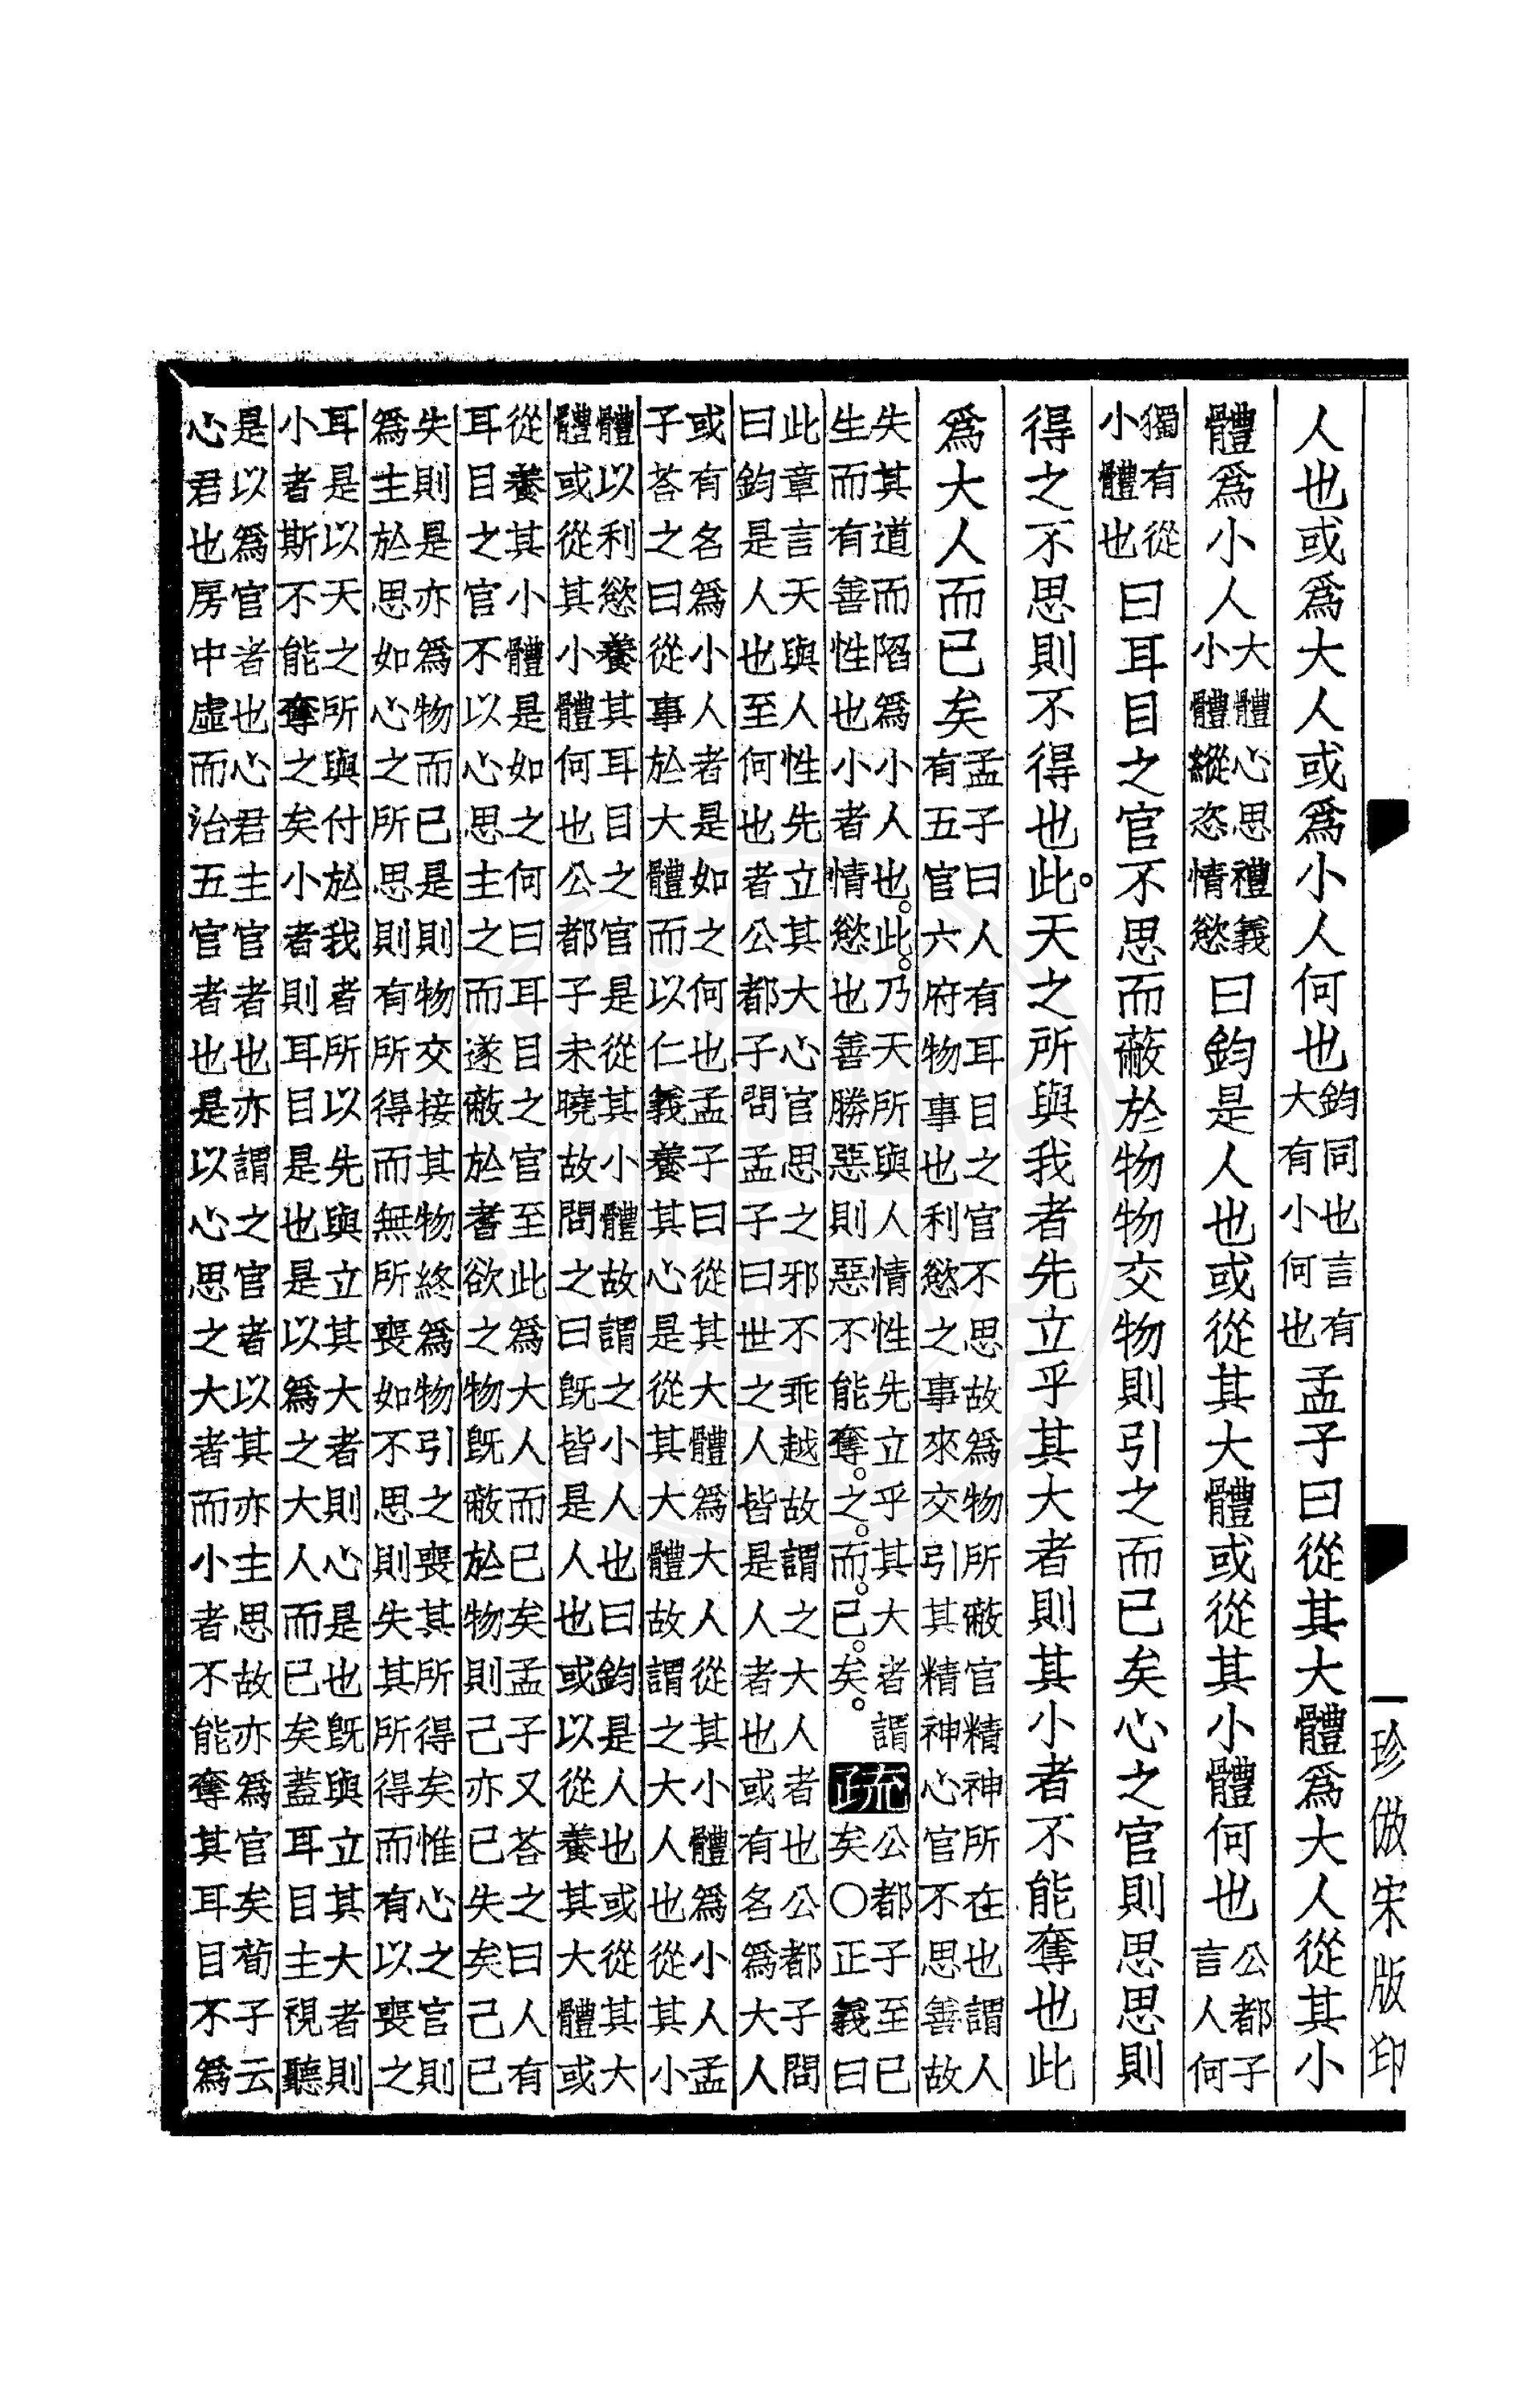 珍倣宋版印
人也或爲大人或爲小人何也鈞同也言有大有小何也孟子曰從其大體爲大人從其小
體爲小人大體心思禮義小體縱恣情慾曰鈞是人也或從其大體或從其小體何也公都子言人何
獨有從小體也曰耳目之官不思而蔽於物物交物則引之而已矣心之官則思思則
得之不思則不得也此。天之所與我者先立乎其大者則其小者不能奪也此
爲大人而已矣孟子曰人有耳目之官不思故爲物所蔽官精神所在也謂人有五官六府物事也利慾之事來交引其精神心官不思善故
失其道而陷爲小人也。此。乃天所與人情性先立乎其大者謂生而有善性也小者情慾也善勝惡則惡不能奪。之。而。已。矣。疏公都子至已矣○正義曰
此章言天與人性先立其大心官思之邪不乖越故謂之大人者也公都子問
曰鈞是人也至何也者公都子問孟子曰世之人皆是人者也或有名爲大人
或有名爲小人者是如之何也孟子曰從其大體爲大人從其小體爲小人孟
子荅之曰從事於大體而以仁義養其心是從其大體故謂之大人也從其小
體以利慾養其耳目之官是從其小體故謂之小人也曰鈞是人也或從其大
體或從其小體何也公都子未曉故問之曰既皆是人也或以從養其大體或
從養其小體是如之何曰耳目之官至此爲大人而已矣孟子又荅之曰人有
耳目之官不以心思主之而遂蔽於耆欲之物既蔽於物則己亦已失矣己已
失則是亦爲物而已是則物交接其物終爲物引之喪其所得矣惟心之言則
爲主於思如心之所思則有所得而無所喪如不思則失其所得而有以喪之
耳是以天之所與付於我者所以先與立其大者則心是也既與立其大者則
小者斯不能奪之矣小者則耳目是也是以爲之大人而已矣蓋耳目主視聽
是以爲官者也心君主官者也亦謂之官者以其亦主思故亦爲官矣荀子云
心君也房中虛而治五官者也是以心思之大者而小者不能奪其耳目不爲